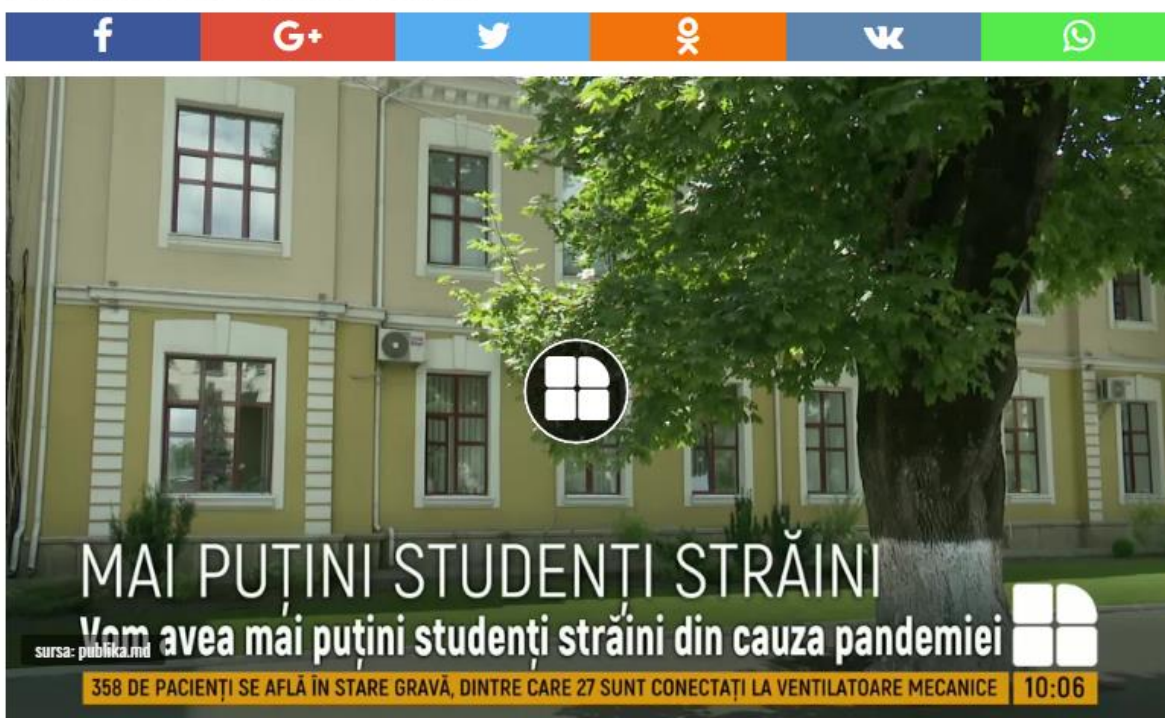 f G+
MAI PUȚINI STUDENȚI STRĂINI
Vom avea mai puțini studenți străini din cauza pandemiei
sursa: publika.md
358 DE PACIENȚI SE AFLĂ ÎN STARE GRAVĂ, DINTRE CARE 27 SUNT CONECTAȚI LA VENTILATOARE MECANICE 10:06